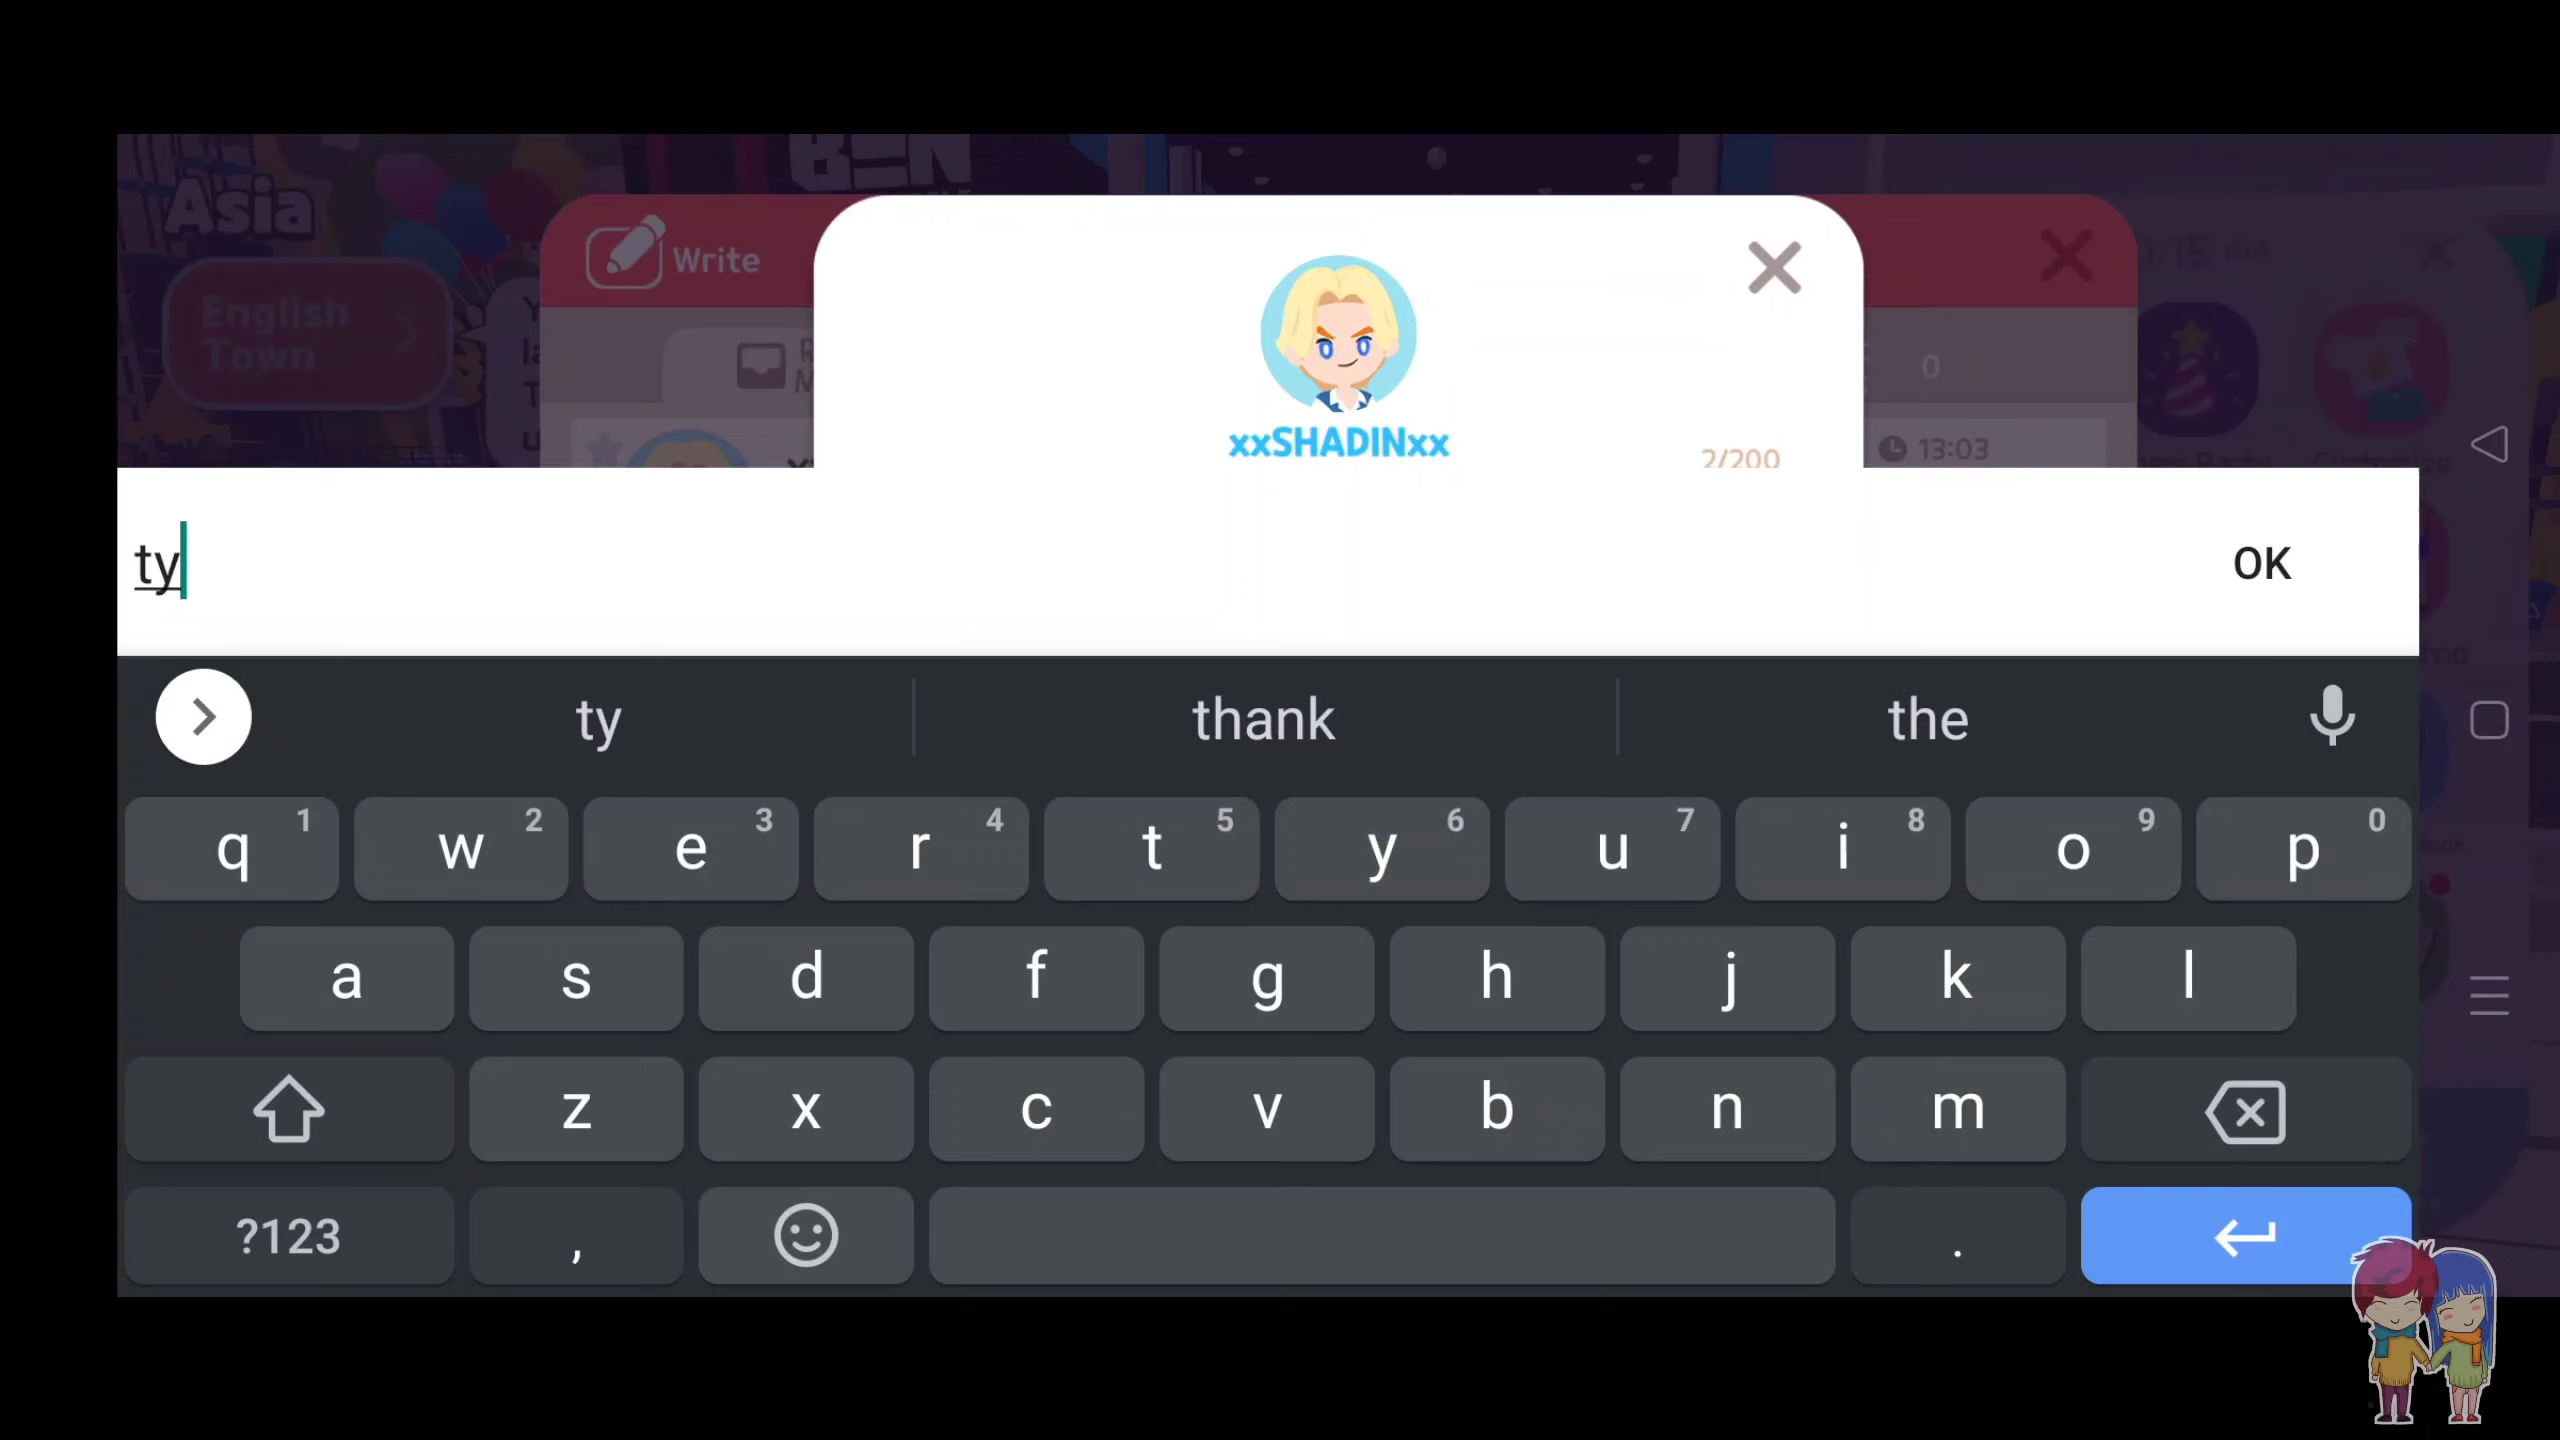 Asia
Write
English
Town
0
13:03
xxSHADINxx
2/200
ty
OK
ty
thank
the
q 1 w 2 e 3 r 4 t 5 y 6 u 7 i 8 o 9 p 0
a s d f g h j k l
z x c v b n m
?123 , .